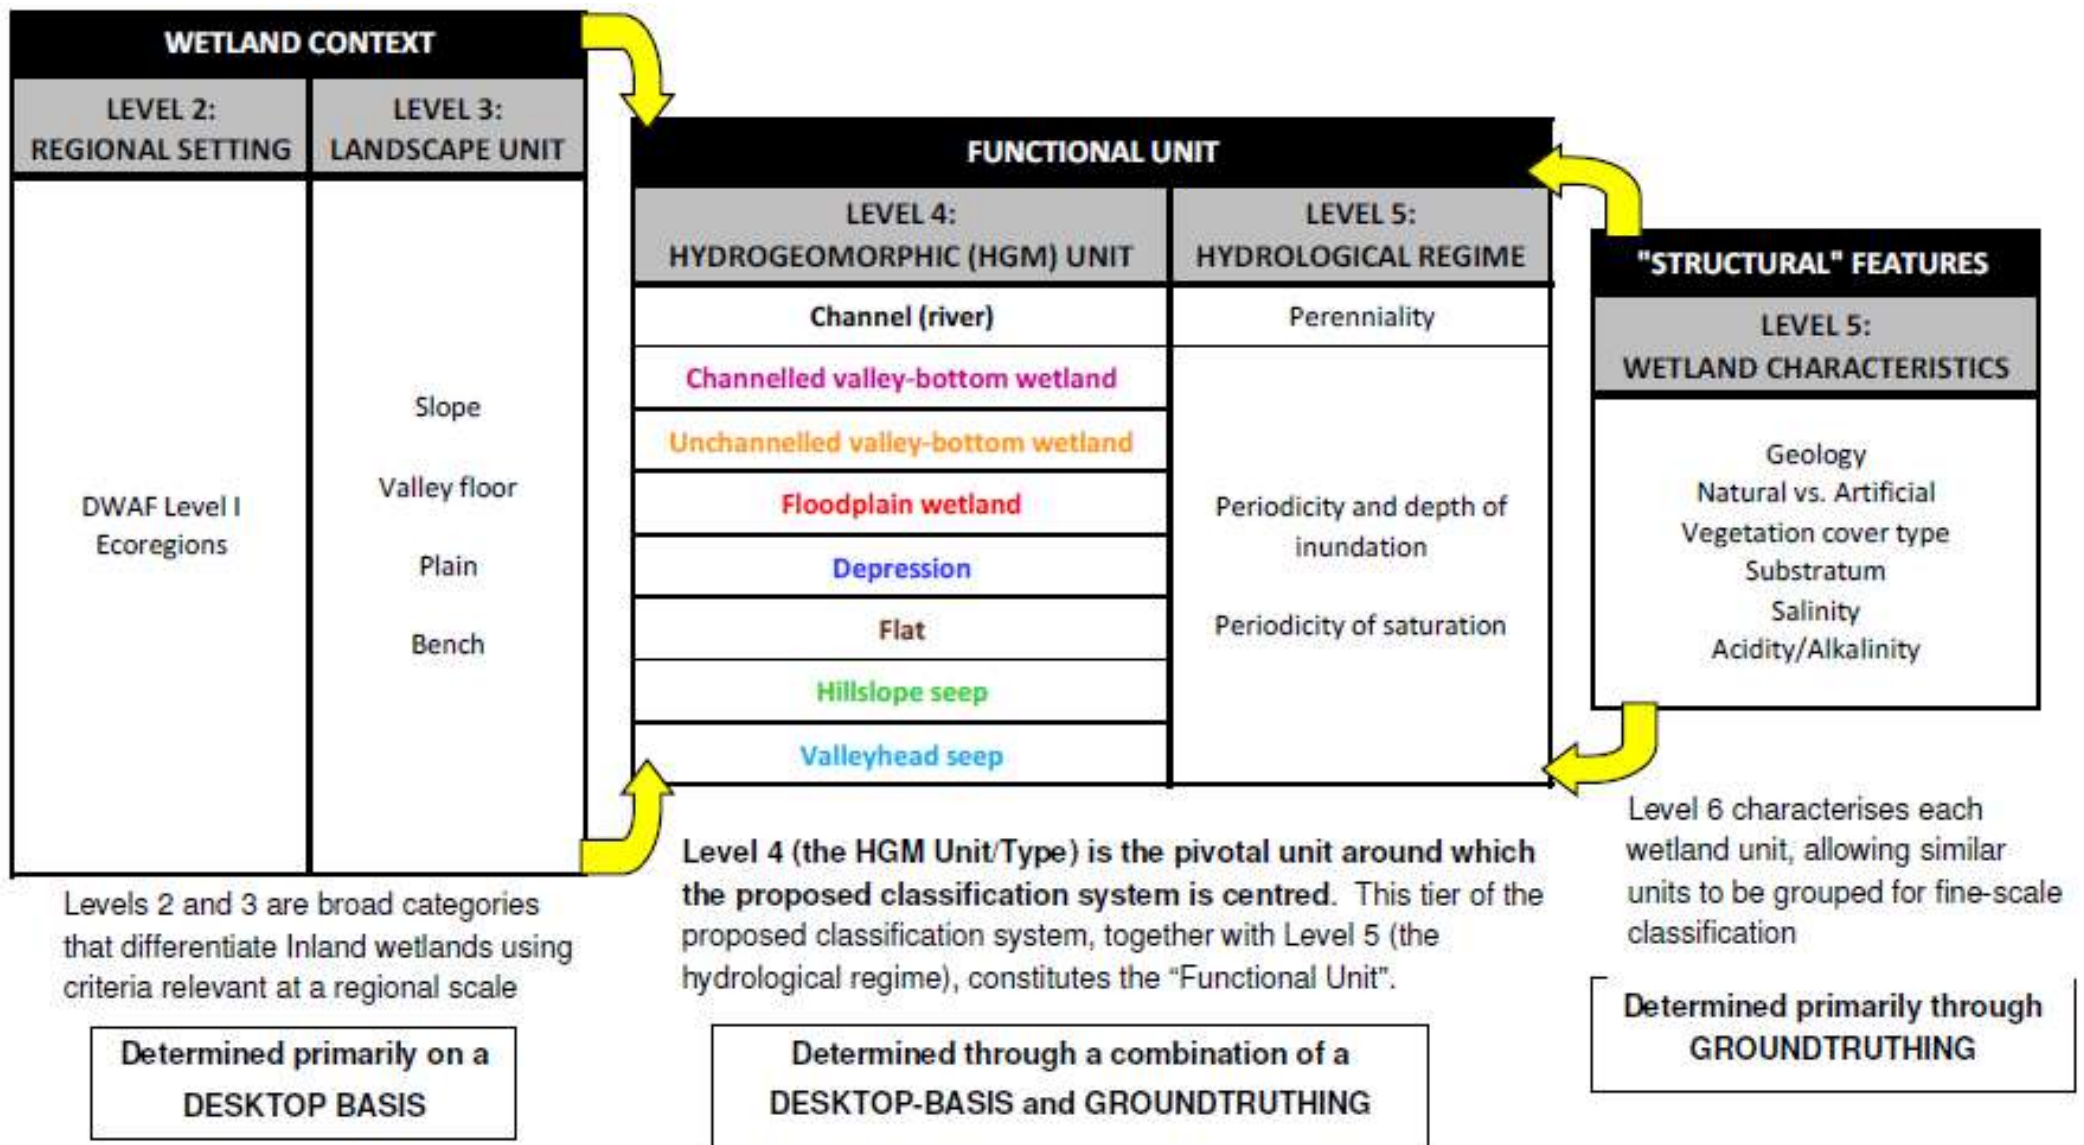 WETLAND CONTEXT
LEVEL 2:
REGIONAL SETTING
LEVEL 3:
LANDSCAPE UNIT
DWAF Level I
Ecoregions
Slope
Valley floor
Plain
Bench
Levels 2 and 3 are broad categories
that differentiate Inland wetlands using
criteria relevant at a regional scale
Determined primarily on a
DESKTOP BASIS
FUNCTIONAL UNIT
LEVEL 4:
HYDROGEOMORPHIC (HGM) UNIT
LEVEL 5:
HYDROLOGICAL REGIME
Channel (river)
Perenniality
Channelled valley-bottom wetland
Unchannelled valley-bottom wetland
Floodplain wetland
Depression
Flat
Hillslope seep
Valleyhead seep
Periodicity and depth of
inundation
Periodicity of saturation
Level 4 (the HGM Unit/Type) is the pivotal unit around which
the proposed classification system is centred. This tier of the
proposed classification system, together with Level 5 (the
hydrological regime), constitutes the “Functional Unit”.
Determined through a combination of a
DESKTOP-BASIS and GROUNDTRUTHING
"STRUCTURAL" FEATURES
LEVEL 5:
WETLAND CHARACTERISTICS
Geology
Natural vs. Artificial
Vegetation cover type
Substratum
Salinity
Acidity/Alkalinity
Level 6 characterises each
wetland unit, allowing similar
units to be grouped for fine-scale
classification
Determined primarily through
GROUNDTRUTHING